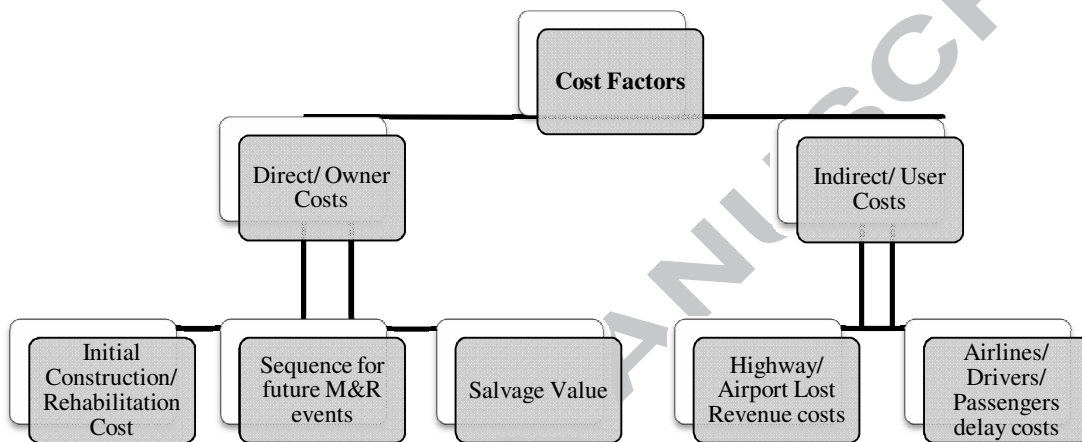 Cost Factors
Direct/ Owner
Costs
Indirect/ User
Costs
Initial
Construction/
Rehabilitation
Cost
Sequence for
future M&R
events
Salvage Value
Highway/
Airport Lost
Revenue costs
Airlines/
Drivers/
Passengers
delay costs